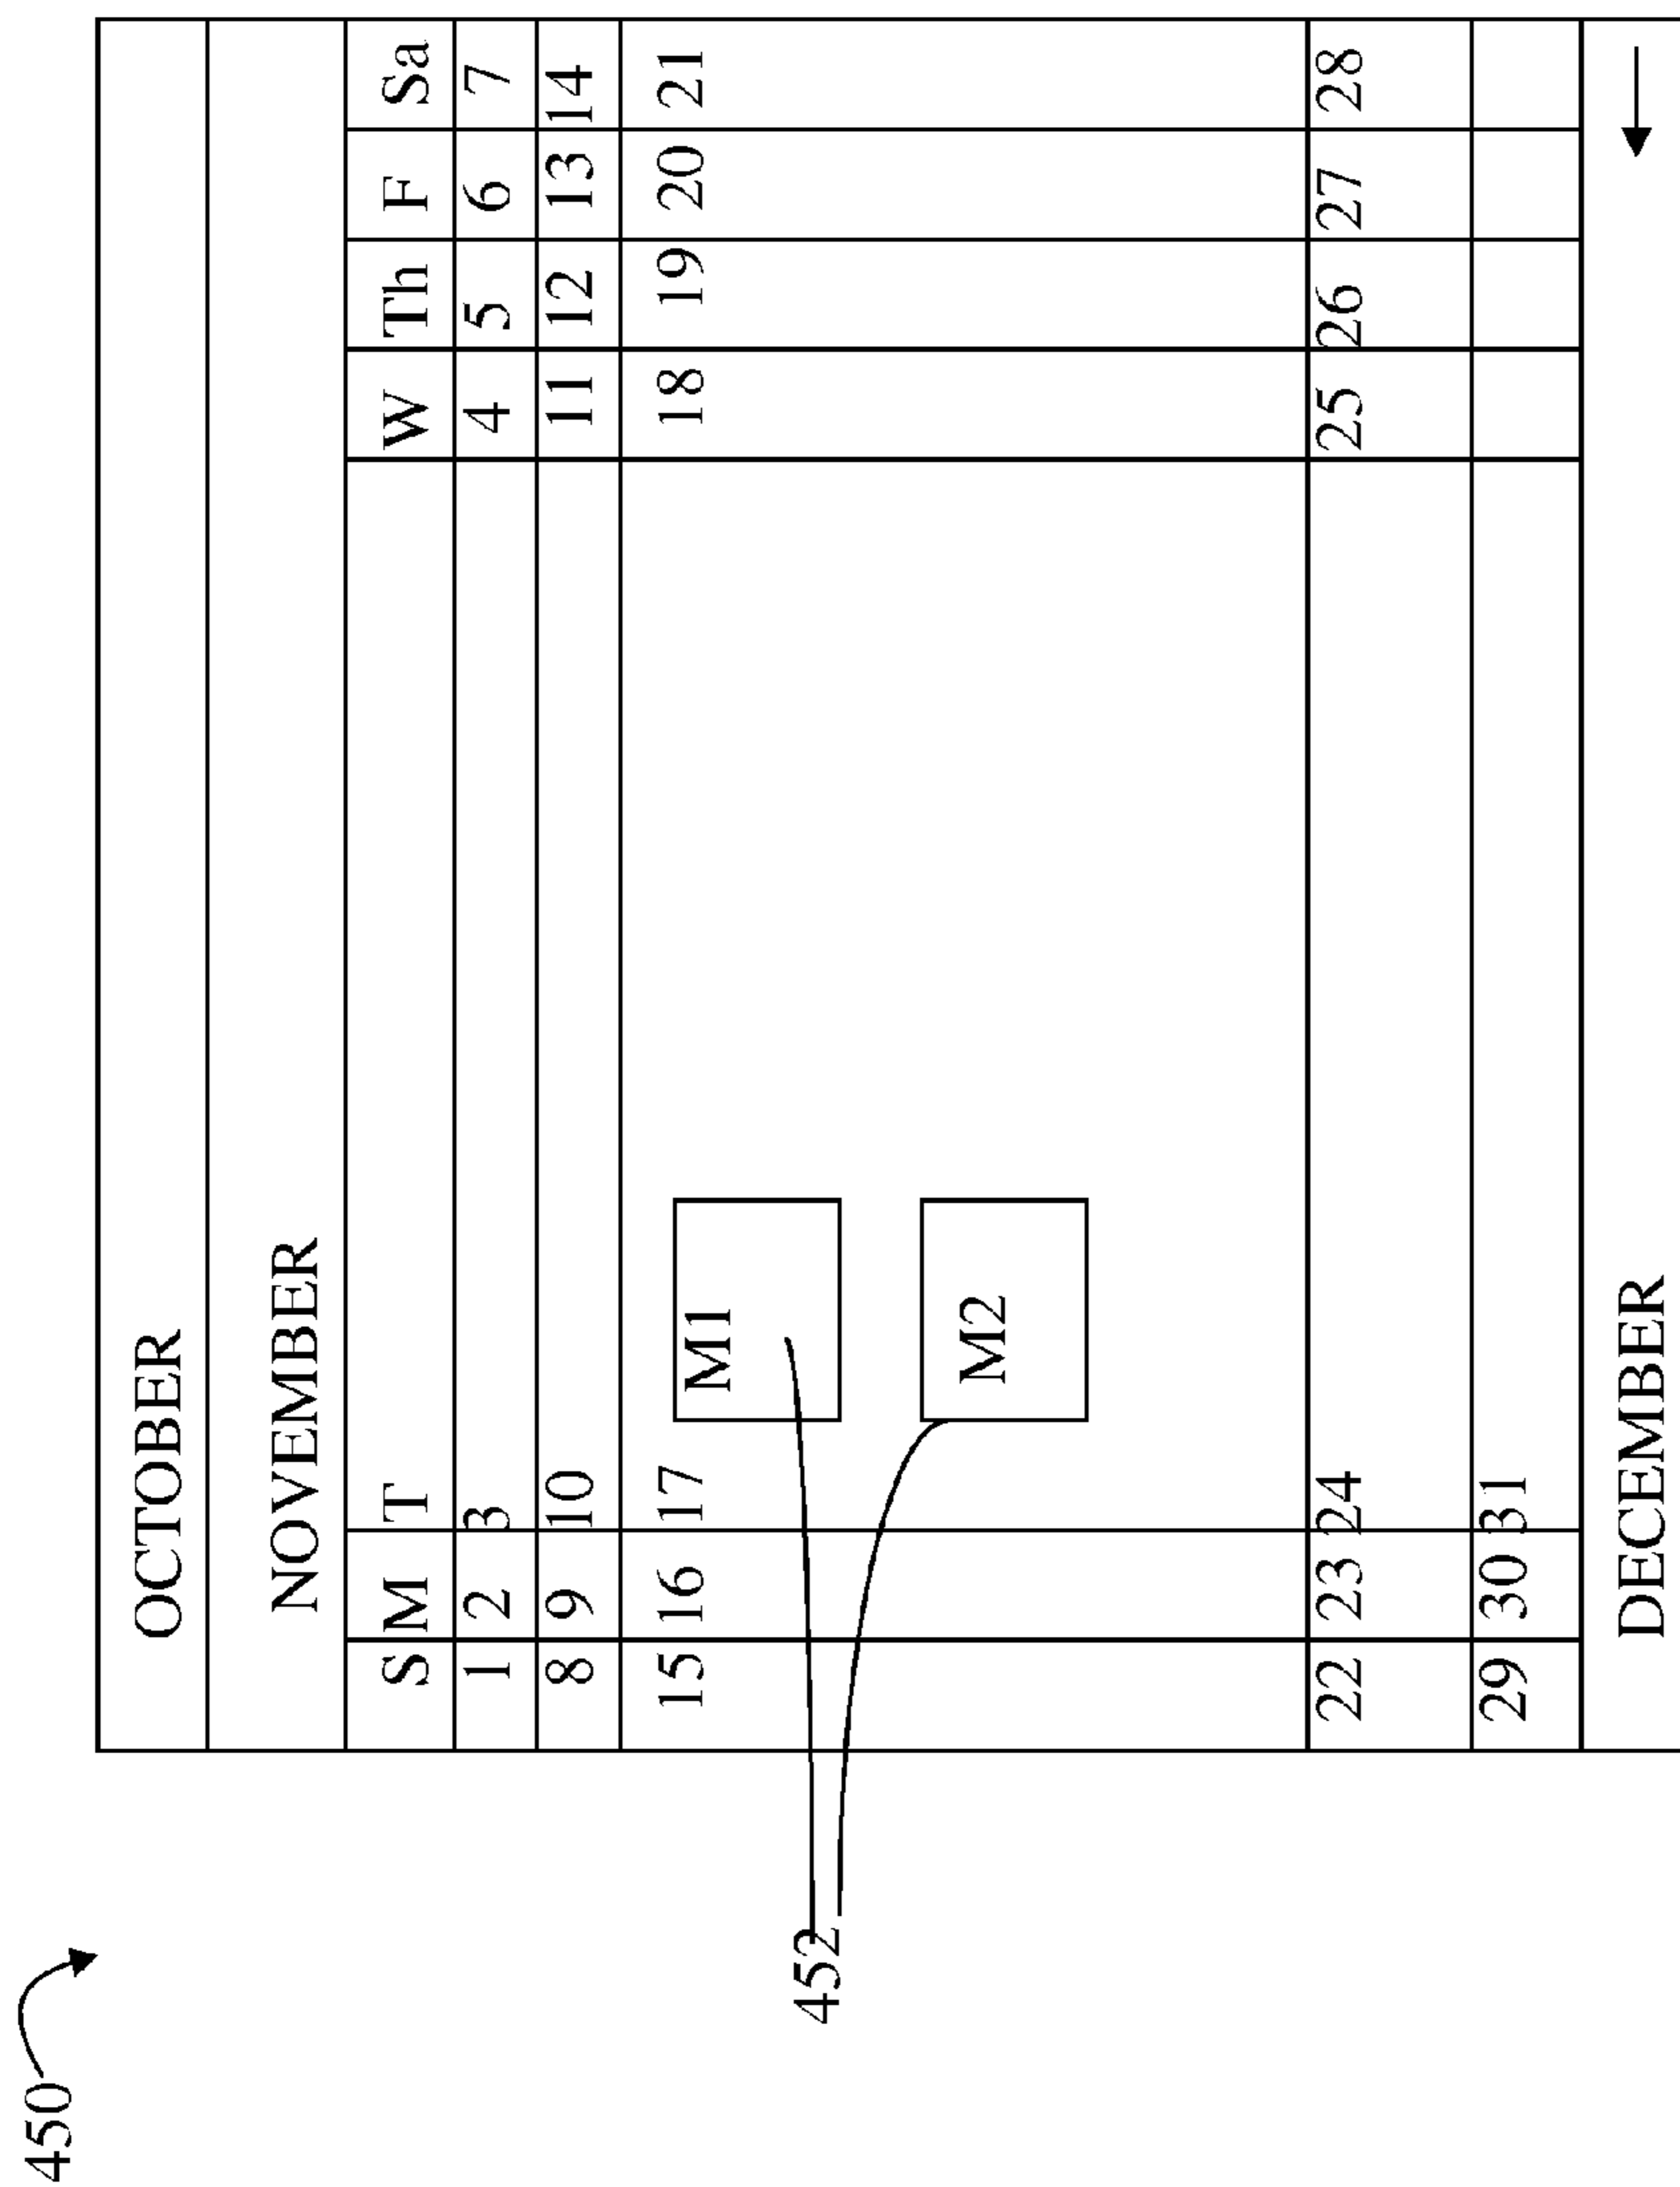 450
OCTOBER
NOVEMBER
S M T W Th F Sa
1 2 3 4 5 6 7
8 9 10 11 12 13 14
15 16 17 18 19 20 21
M1
452
M2
22 23 24 25 26 27 28
29 30 31
DECEMBER